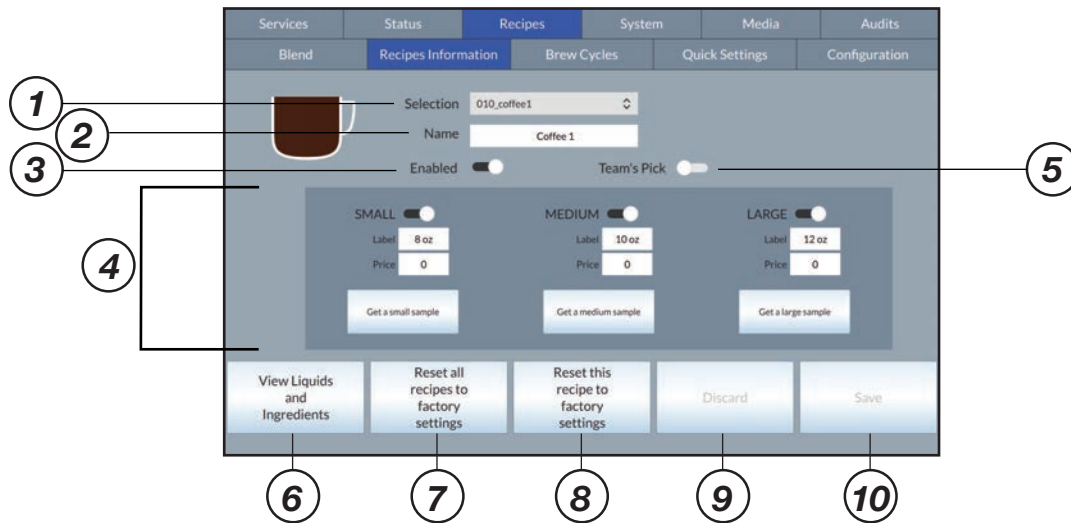 Services Status Recipes System Media Audits
Blend Recipes Information Brew Cycles Quick Settings Configuration
1 Selection 010_coffee1
2 Name Coffee 1
3 Enabled Team's Pick 5
4
SMALL MEDIUM LARGE
Label 8 oz Label 10 oz Label 12 oz
Price 0 Price 0 Price 0
Get a small sample Get a medium sample Get a large sample
View Liquids
and
Ingredients
Reset all
recipes to
factory
settings
Reset this
recipe to
factory
settings
Discard
Save
6 7 8 9 10